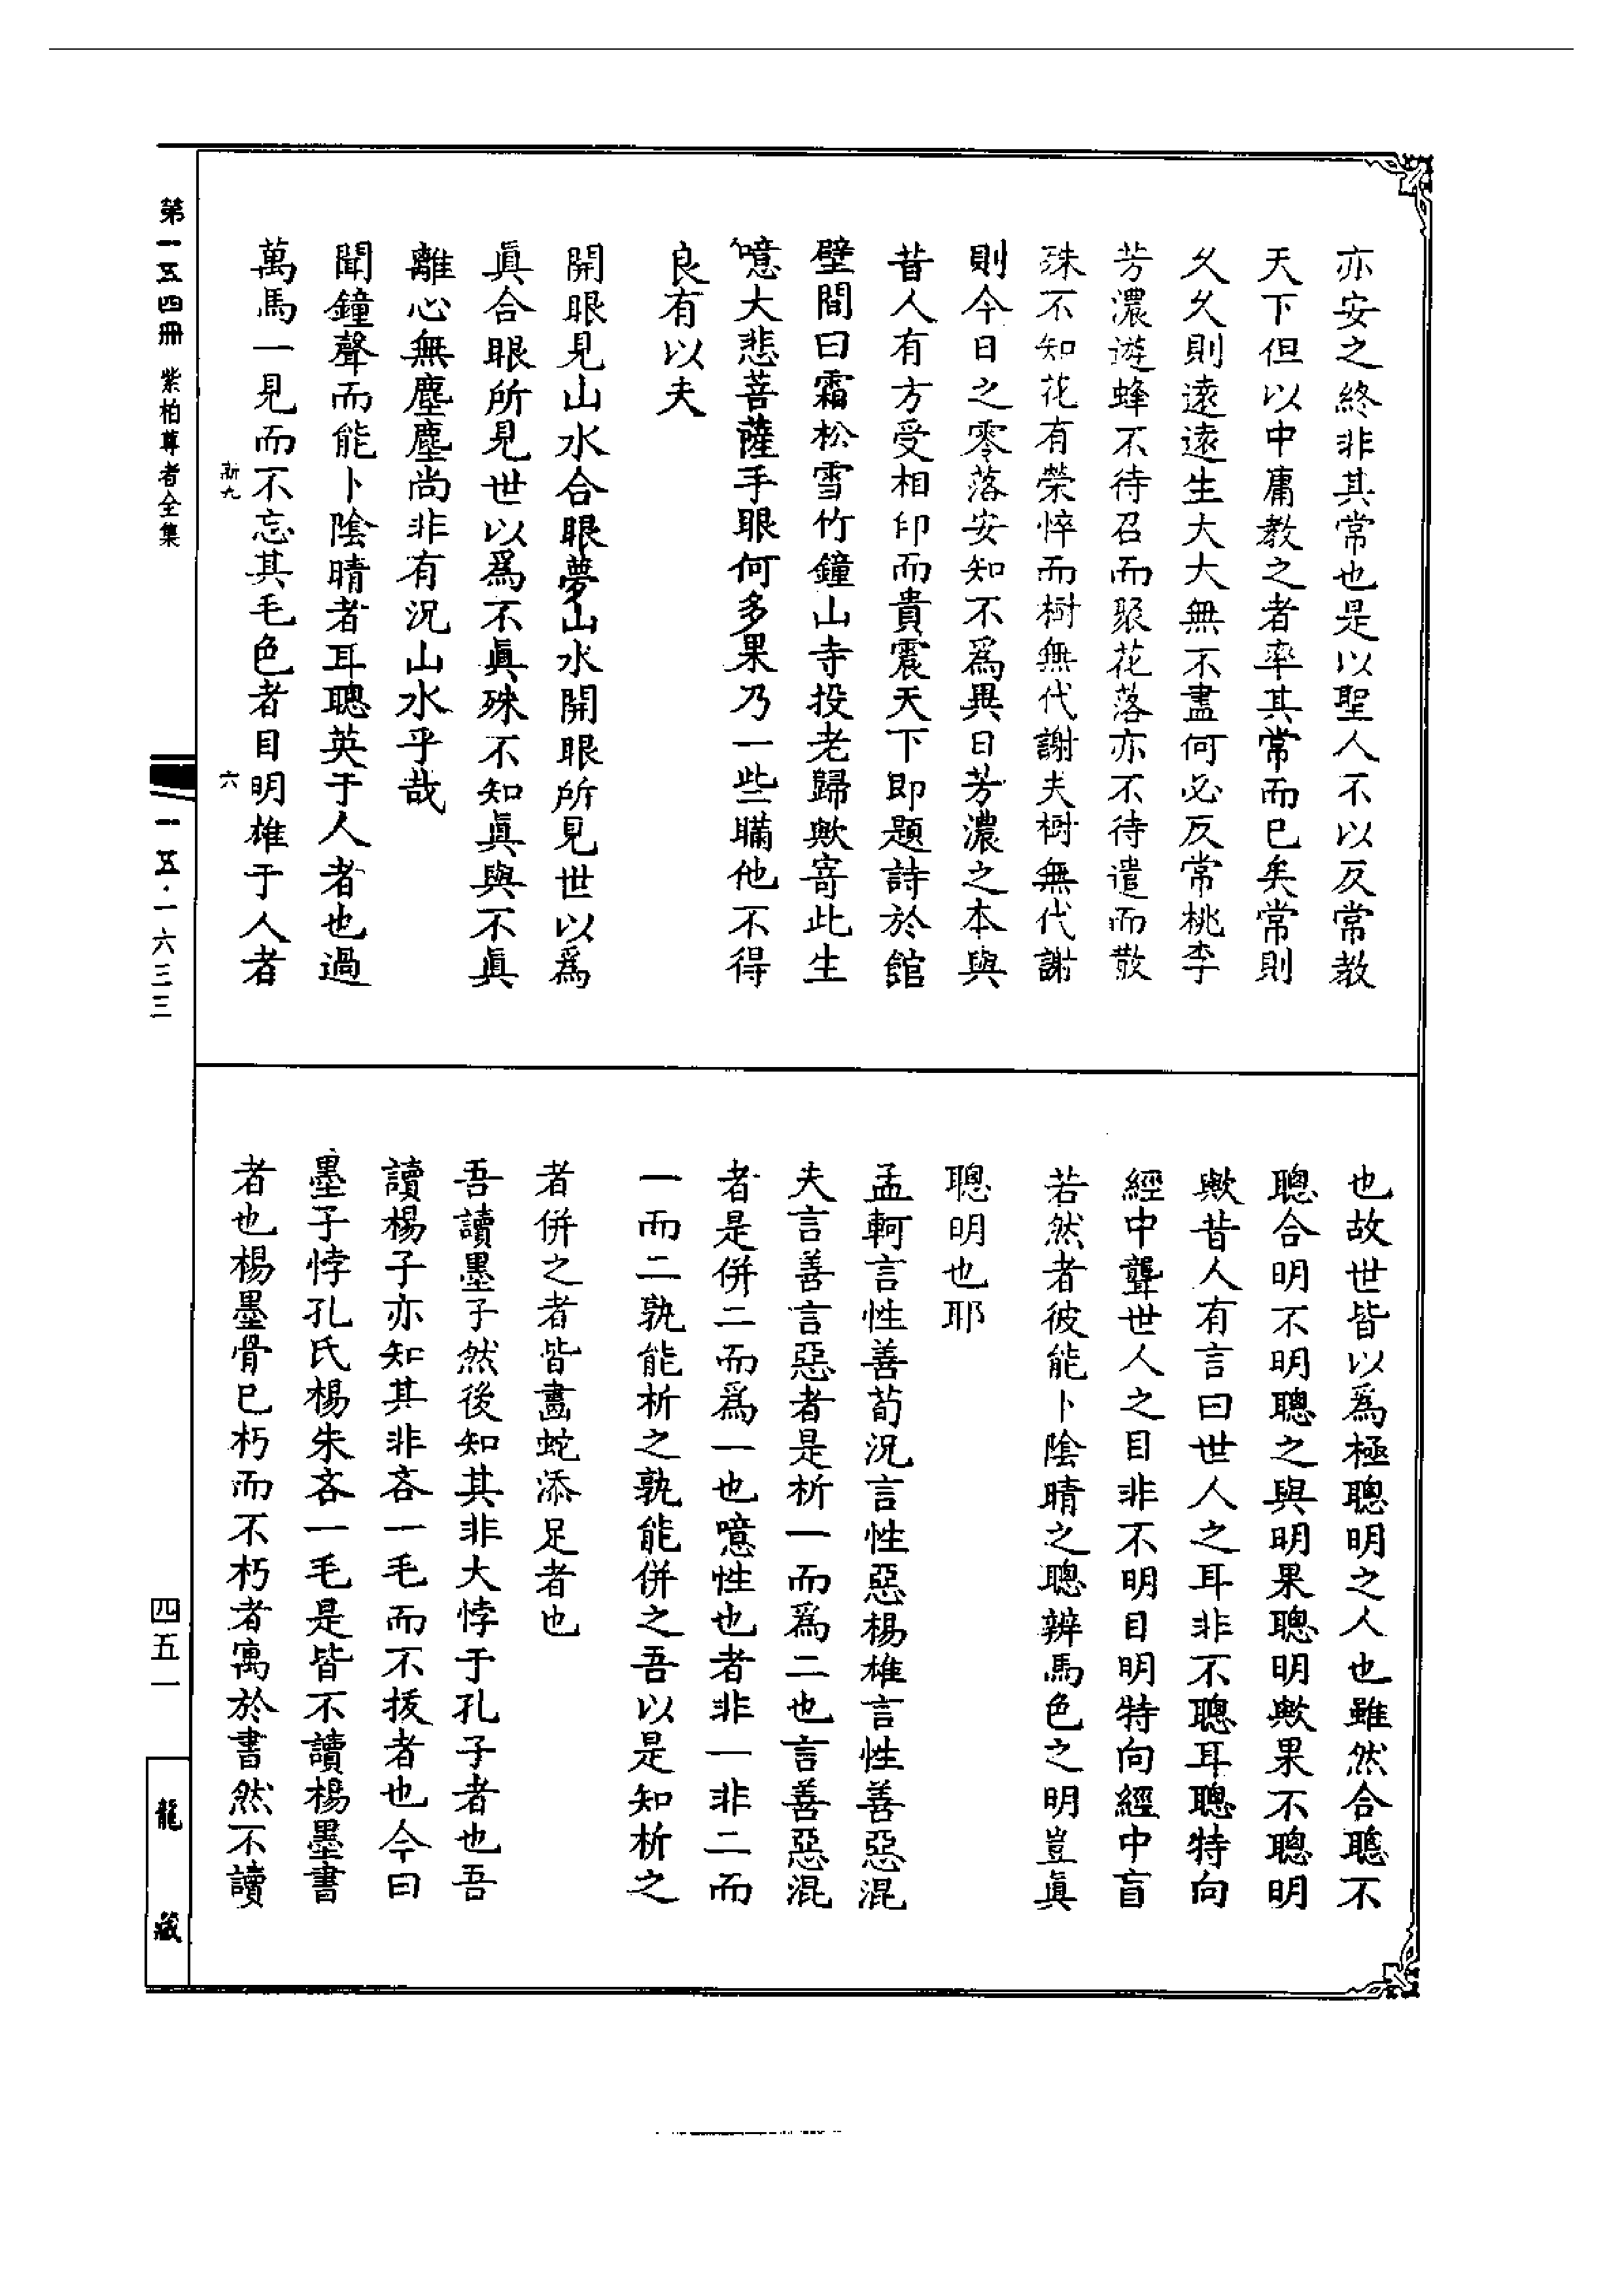 亦安之終非其常也是以聖人不以反常教
天下但以中庸教之者率其常而已矣常則
久久則遠遠生大大無不盡何必反常桃李
芳濃遊蜂不待召而聚花落亦不待遣而散
殊不知花有榮悴而樹無代謝夫樹無代謝
則今日之零落安知不爲異日芳濃之本與
昔人有方受相印而貴震天下即題詩於館
壁間曰霜松雪竹鐘山寺投老歸歟寄此生
噫大悲菩薩手眼何多果乃一些瞞他不得
良有以夫
開眼見山水合眼夢山水開眼所見世以爲
眞合眼所見世以爲不眞殊不知眞與不眞
離心無塵塵尚非有況山水乎哉
聞鐘聲而能卜陰晴者耳聰英于人者也過
萬馬一見而不忘其毛色者目明雄于人者
斯九
六
也故世皆以爲極聰明之人也雖然合聰不
聰合明不明聰之與明果聰明歟果不聰明
歟昔人有言曰世人之耳非不聰耳聰特向
經中聾世人之目非不明目明特向經中盲
若然者彼能卜陰晴之聰辨馬色之明豈眞
聰明也耶
孟軻言性善荀況言性惡楊雄言性善惡混
夫言善言惡者是析一而爲二也言善惡混
者是併二而爲一也噫性也者非一非二而
一而二孰能析之孰能併之吾以是知析之
者併之者皆畫蛇添足者也
吾讀墨子然後知其非大悖于孔子者也吾
讀楊子亦知其非吝一毛而不拔者也今曰
墨子悖孔氏楊朱吝一毛是皆不讀楊墨書
者也楊墨骨已朽而不朽者寓於書然不讀
第一五四冊 紫柏尊者全集
一五·一六三三
四五一
龍藏